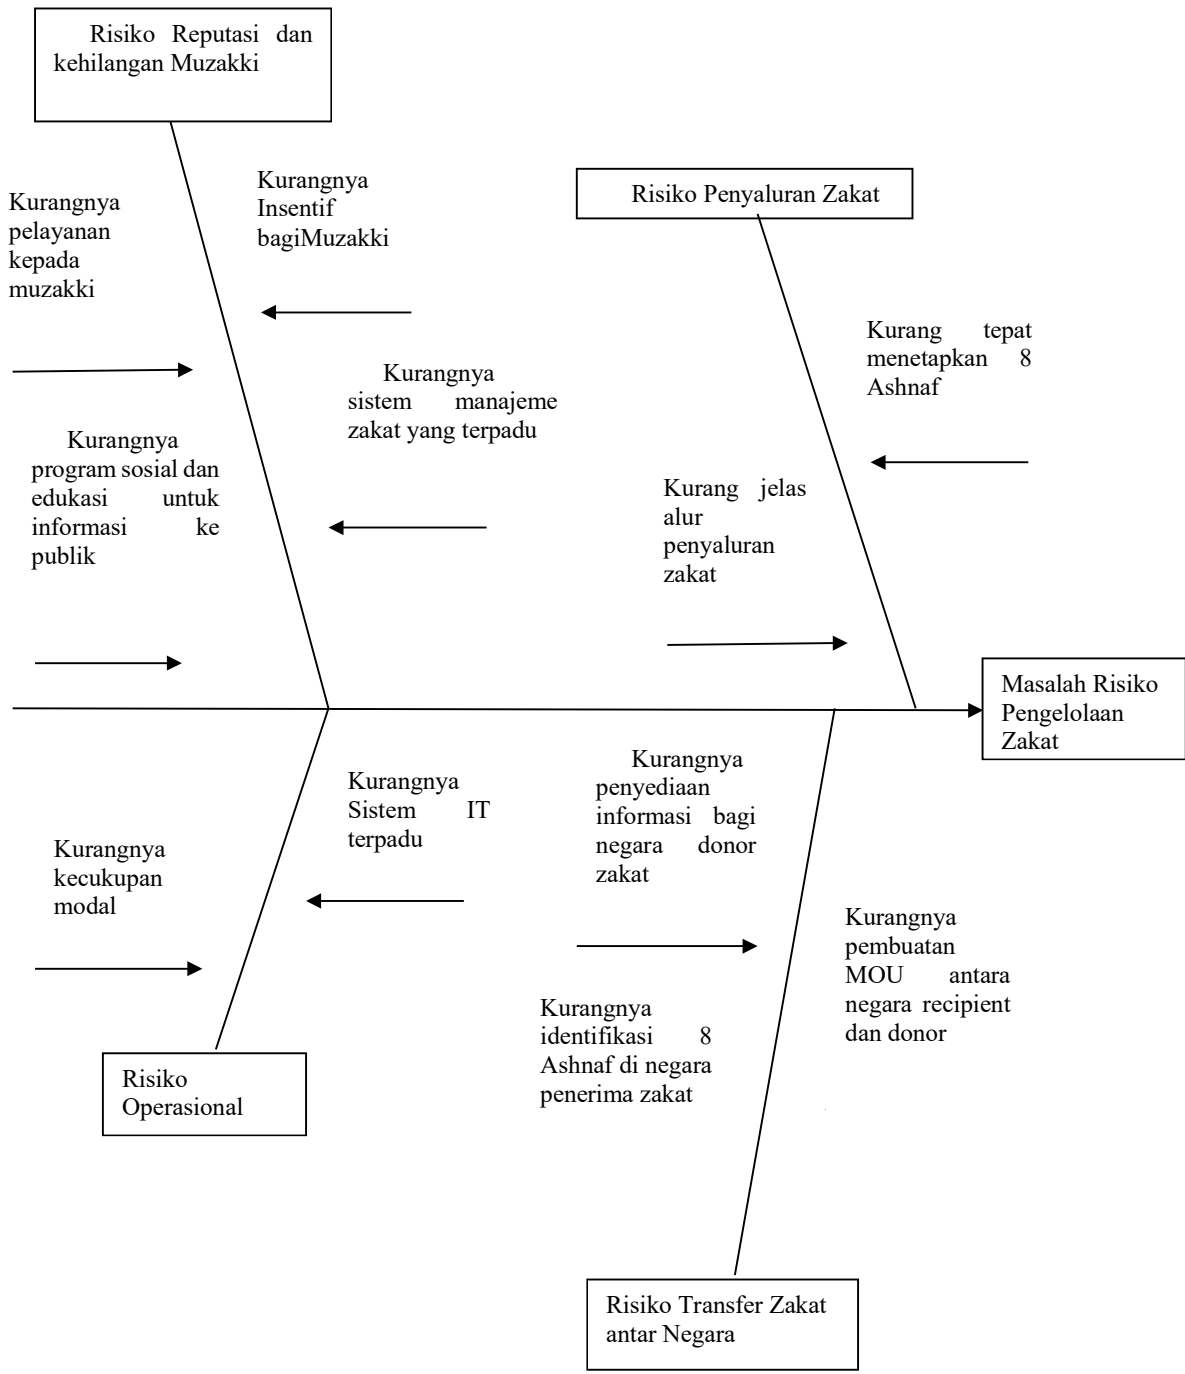 Risiko Reputasi dan
kehilangan Muzakki
Kurangnya
pelayanan
kepada
muzakki
Kurangnya
Insentif
bagiMuzakki
Risiko Penyaluran Zakat
Kurang tepat
menetapkan 8
Ashnaf
Kurangnya
sistem manajeme
zakat yang terpadu
Kurangnya
program sosial dan
edukasi untuk
informasi ke
publik
Kurang jelas
alur
penyaluran
zakat
Masalah Risiko
Pengelolaan
Zakat
Kurangnya
kecukupan
modal
Kurangnya
Sistem IT
terpadu
Kurangnya
penyediaan
informasi bagi
negara donor
zakat
Kurangnya
pembuatan
MOU antara
negara recipient
dan donor
Kurangnya
identifikasi 8
Ashnaf di negara
penerima zakat
Risiko
Operasional
Risiko Transfer Zakat
antar Negara